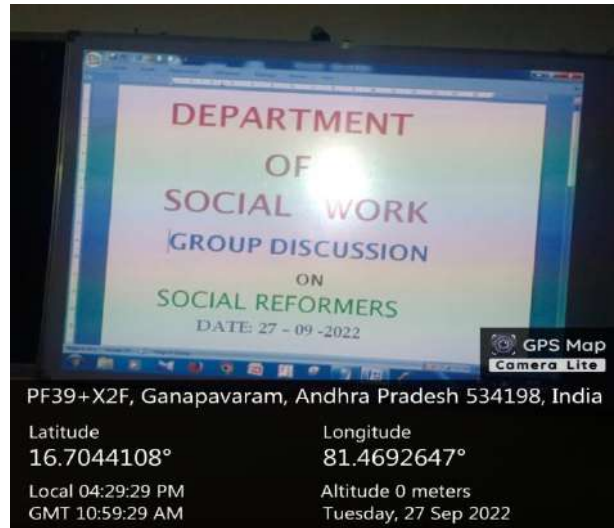 DEPARTMENT
OF
SOCIAL WORK
GROUP DISCUSSION
ON
SOCIAL REFORMERS
DATE: 27 – 09 -2022
GPS Map
Camera Lite
PF39+X2F, Ganapavaram, Andhra Pradesh 534198, India
Latitude
16.7044108°
Longitude
81.4692647°
Local 04:29:29 PM
GMT 10:59:29 AM
Altitude 0 meters
Tuesday, 27 Sep 2022